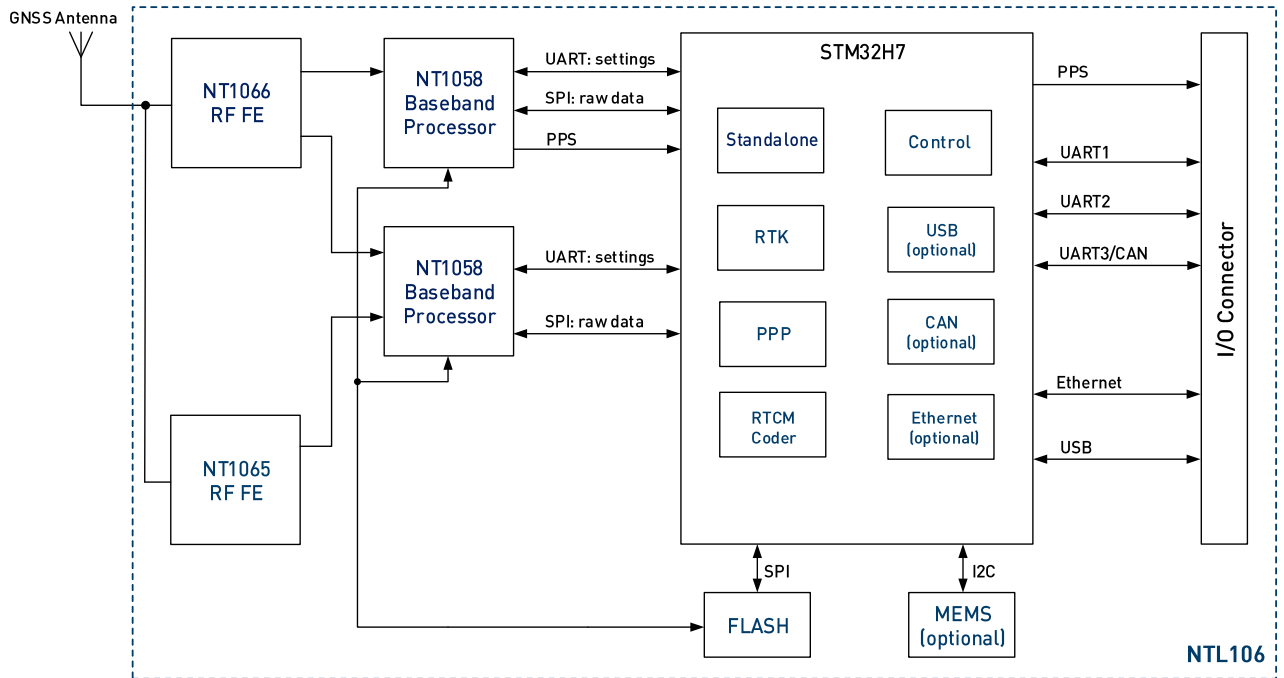 GNSS Antenna
NT1066
RF FE
NT1058
Baseband
Processor
UART: settings
SPI: raw data
PPS
NT1058
Baseband
Processor
UART: settings
SPI: raw data
NT1065
RF FE
STM32H7
Standalone
Control
RTK
USB
(optional)
PPP
CAN
(optional)
RTCM
Coder
Ethernet
(optional)
PPS
UART1
UART2
UART3/CAN
Ethernet
USB
I/O Connector
SPI
I2C
FLASH
MEMS
(optional)
NTL106